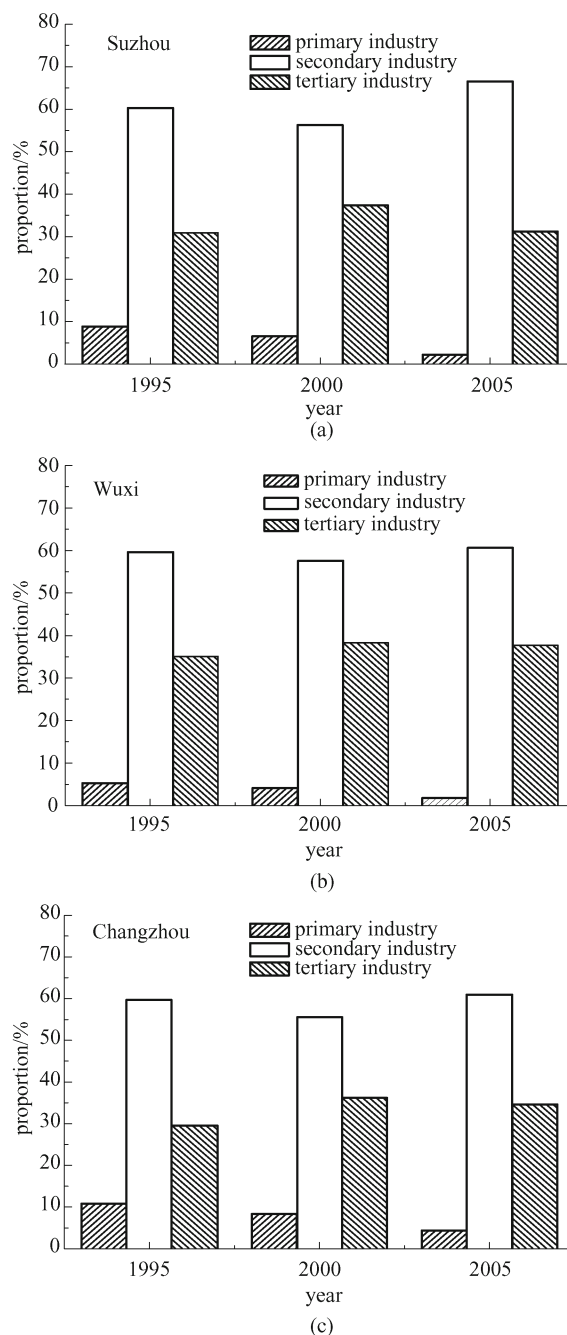 80
70
60
50
40
30
20
10
0
proportion/%
Suzhou
primary industry
secondary industry
tertiary industry
1995 2000 2005
year
(a)
80
70
60
50
40
30
20
10
0
proportion/%
Wuxi
primary industry
secondary industry
tertiary industry
1995 2000 2005
year
(b)
80
70
60
50
40
30
20
10
0
proportion/%
Changzhou
primary industry
secondary industry
tertiary industry
1995 2000 2005
year
(c)